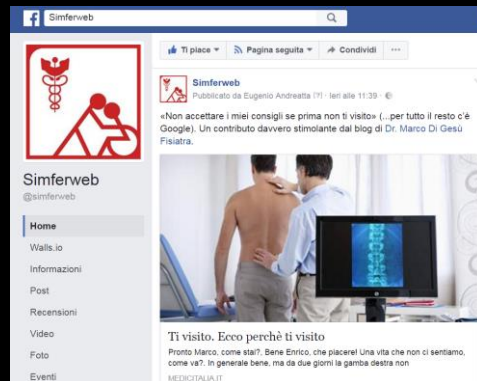 Simferweb
Ti piace
Pagina seguita
Condividi
Simferweb
Pubblicato da Eugenio Andreatta [?] · Ieri alle 11:39 ·
«Non accettare i miei consigli se prima non ti visito» (...per tutto il resto c'è
Google). Un contributo davvero stimolante dal blog di Dr. Marco Di Gesù
Fisiatra.
Simferweb
@simferweb
Home
Walls.io
Informazioni
Post
Recensioni
Video
Foto
Eventi
Ti visito. Ecco perchè ti visito
Pronto Marco, come stai?, Bene Enrico, che piacere! Una vita che non ci sentiamo,
come va?. In generale bene, ma da due giorni la gamba destra non
MEDICITALIA.IT